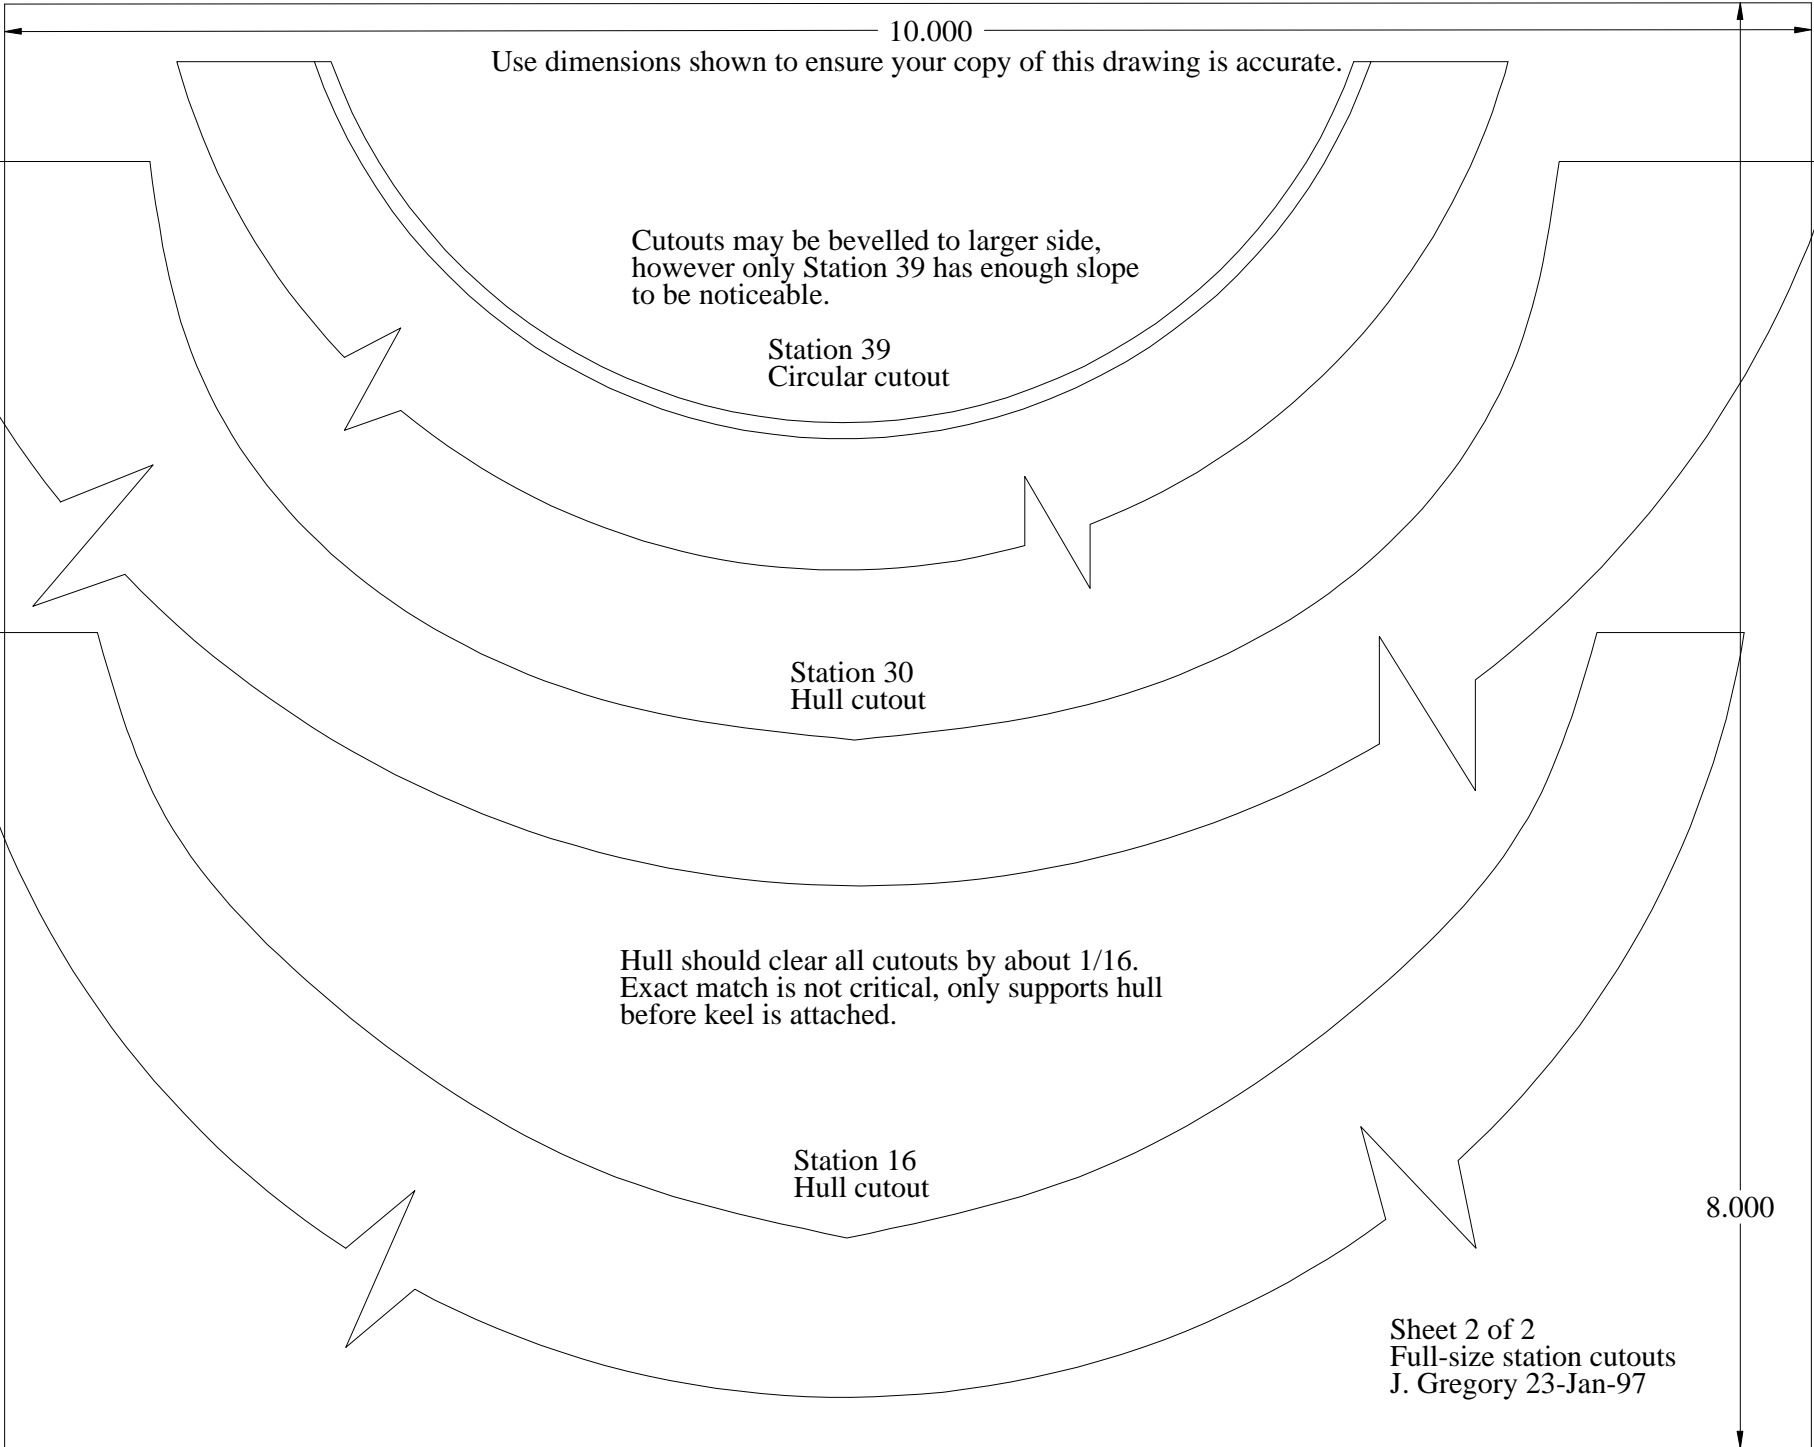 10.000
Use dimensions shown to ensure your copy of this drawing is accurate.
Cutouts may be bevelled to larger side,
however only Station 39 has enough slope
to be noticeable.
Station 39
Circular cutout
Station 30
Hull cutout
Hull should clear all cutouts by about 1/16.
Exact match is not critical, only supports hull
before keel is attached.
Station 16
Hull cutout
8.000
Sheet 2 of 2
Full-size station cutouts
J. Gregory 23-Jan-97